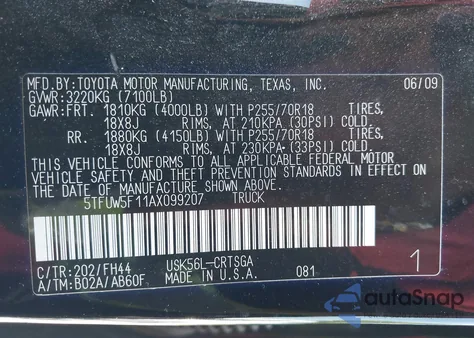 MFD.BY:TOYOTA MOTOR MANUFACTURING, TEXAS, INC. 06/09
GVWR:3220KG (7100LB)
GAWR:FRT. 1810KG (4000LB) WITH P255/70R18 TIRES,
18X8J RIMS, AT 210KPA (30PSI) COLD.
RR. 1880KG (4150LB) WITH P255/70R18 TIRES,
18X8J RIMS, AT 230KPA (33PSI) COLD.
THIS VEHICLE CONFORMS TO ALL APPLICABLE FEDERAL MOTOR
VEHICLE SAFETY AND THEFT PREVENTION STANDARDS IN EFFECT
ON THE DATE OF MANUFACTURE SHOWN ABOVE.
5TFUW5F11AX099207 TRUCK
C/TR:202/FH44 USK56L-CRTSGA
A/TM:B02A/AB60F MADE IN U.S.A. 081 1
autoSnap